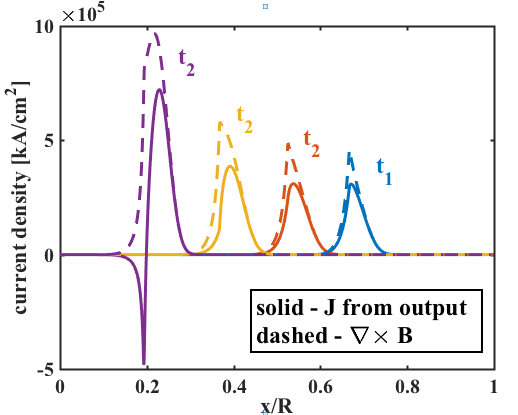 ×10⁵
10
5
0
-5
current density [kA/cm²]
t₂
t₂
t₂
t₁
solid - J from output
dashed - ∇× B
0
0.2
0.4
0.6
0.8
1
x/R